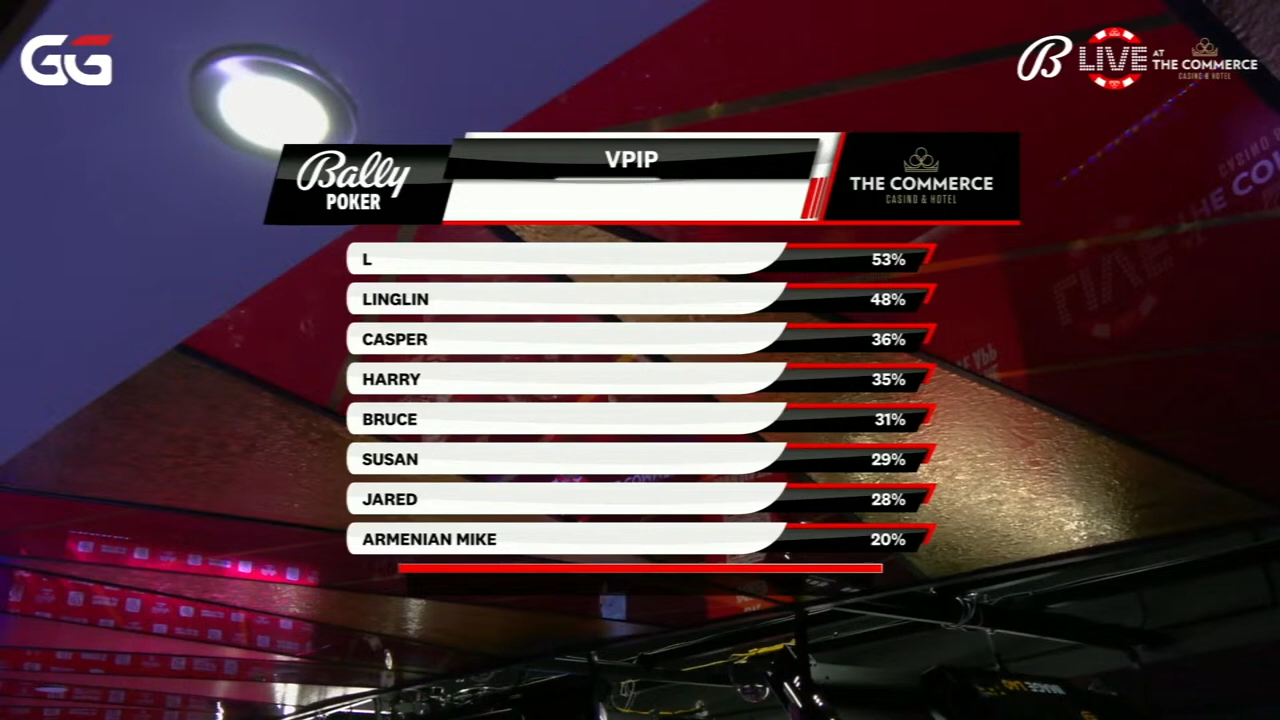 GG
B LIVE AT THE COMMERCE
CASINO & HOTEL
Bally
POKER
VPIP
THE COMMERCE
CASINO & HOTEL
L 53%
LINGLIN 48%
CASPER 36%
HARRY 35%
BRUCE 31%
SUSAN 29%
JARED 28%
ARMENIAN MIKE 20%